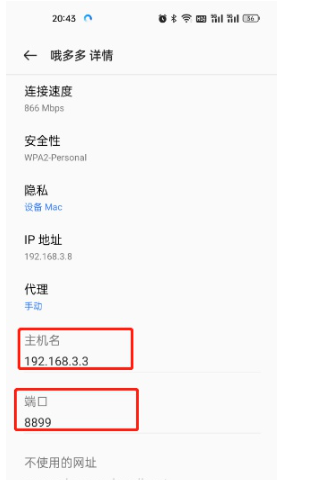 20:43
36
← 哦多多 详情
连接速度
866 Mbps
安全性
WPA2-Personal
隐私
设备 Mac
IP 地址
192.168.3.8
代理
手动
主机名
192.168.3.3
端口
8899
不使用的网址